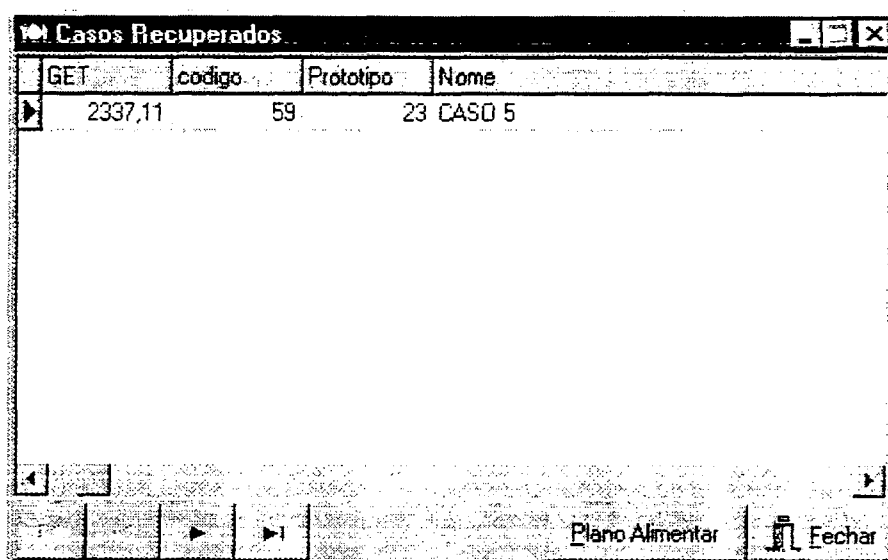 Casos Recuperados
GET codigo Prototipo Nome
2337,11 59 23 CASO 5
Plano Alimentar Fechar